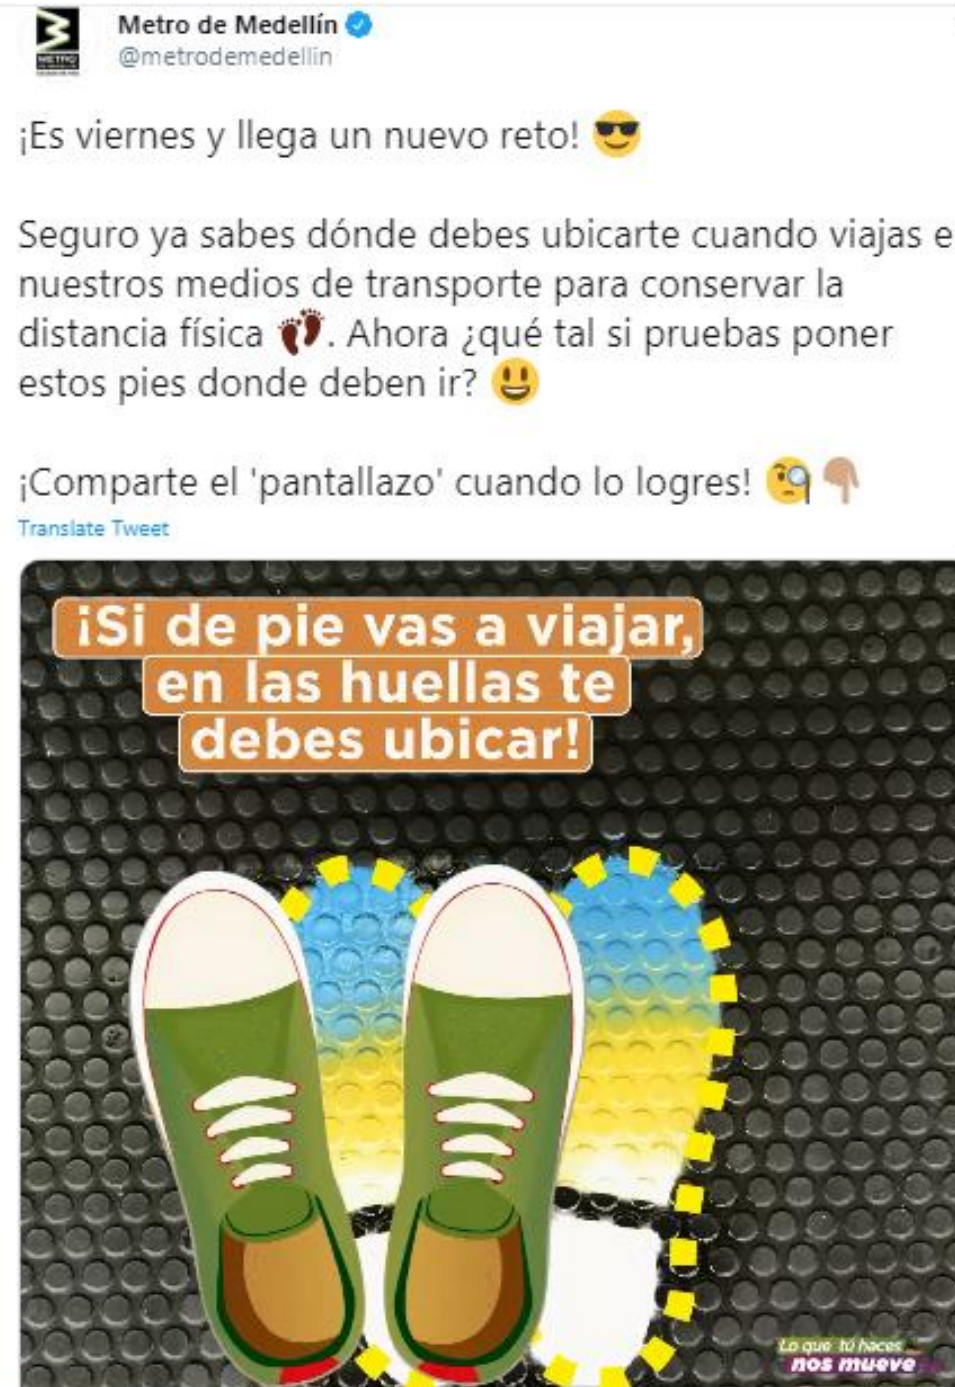 METRO
Metro de Medellín
@metrodemedellin
¡Es viernes y llega un nuevo reto! 😎
Seguro ya sabes dónde debes ubicarte cuando viajas e
nuestros medios de transporte para conservar la
distancia física 👣. Ahora ¿qué tal si pruebas poner
estos pies donde deben ir? 😃
¡Comparte el 'pantallazo' cuando lo logres! 🧐👇🏽
Translate Tweet
¡Si de pie vas a viajar,
en las huellas te
debes ubicar!
Lo que tú haces
nos mueve